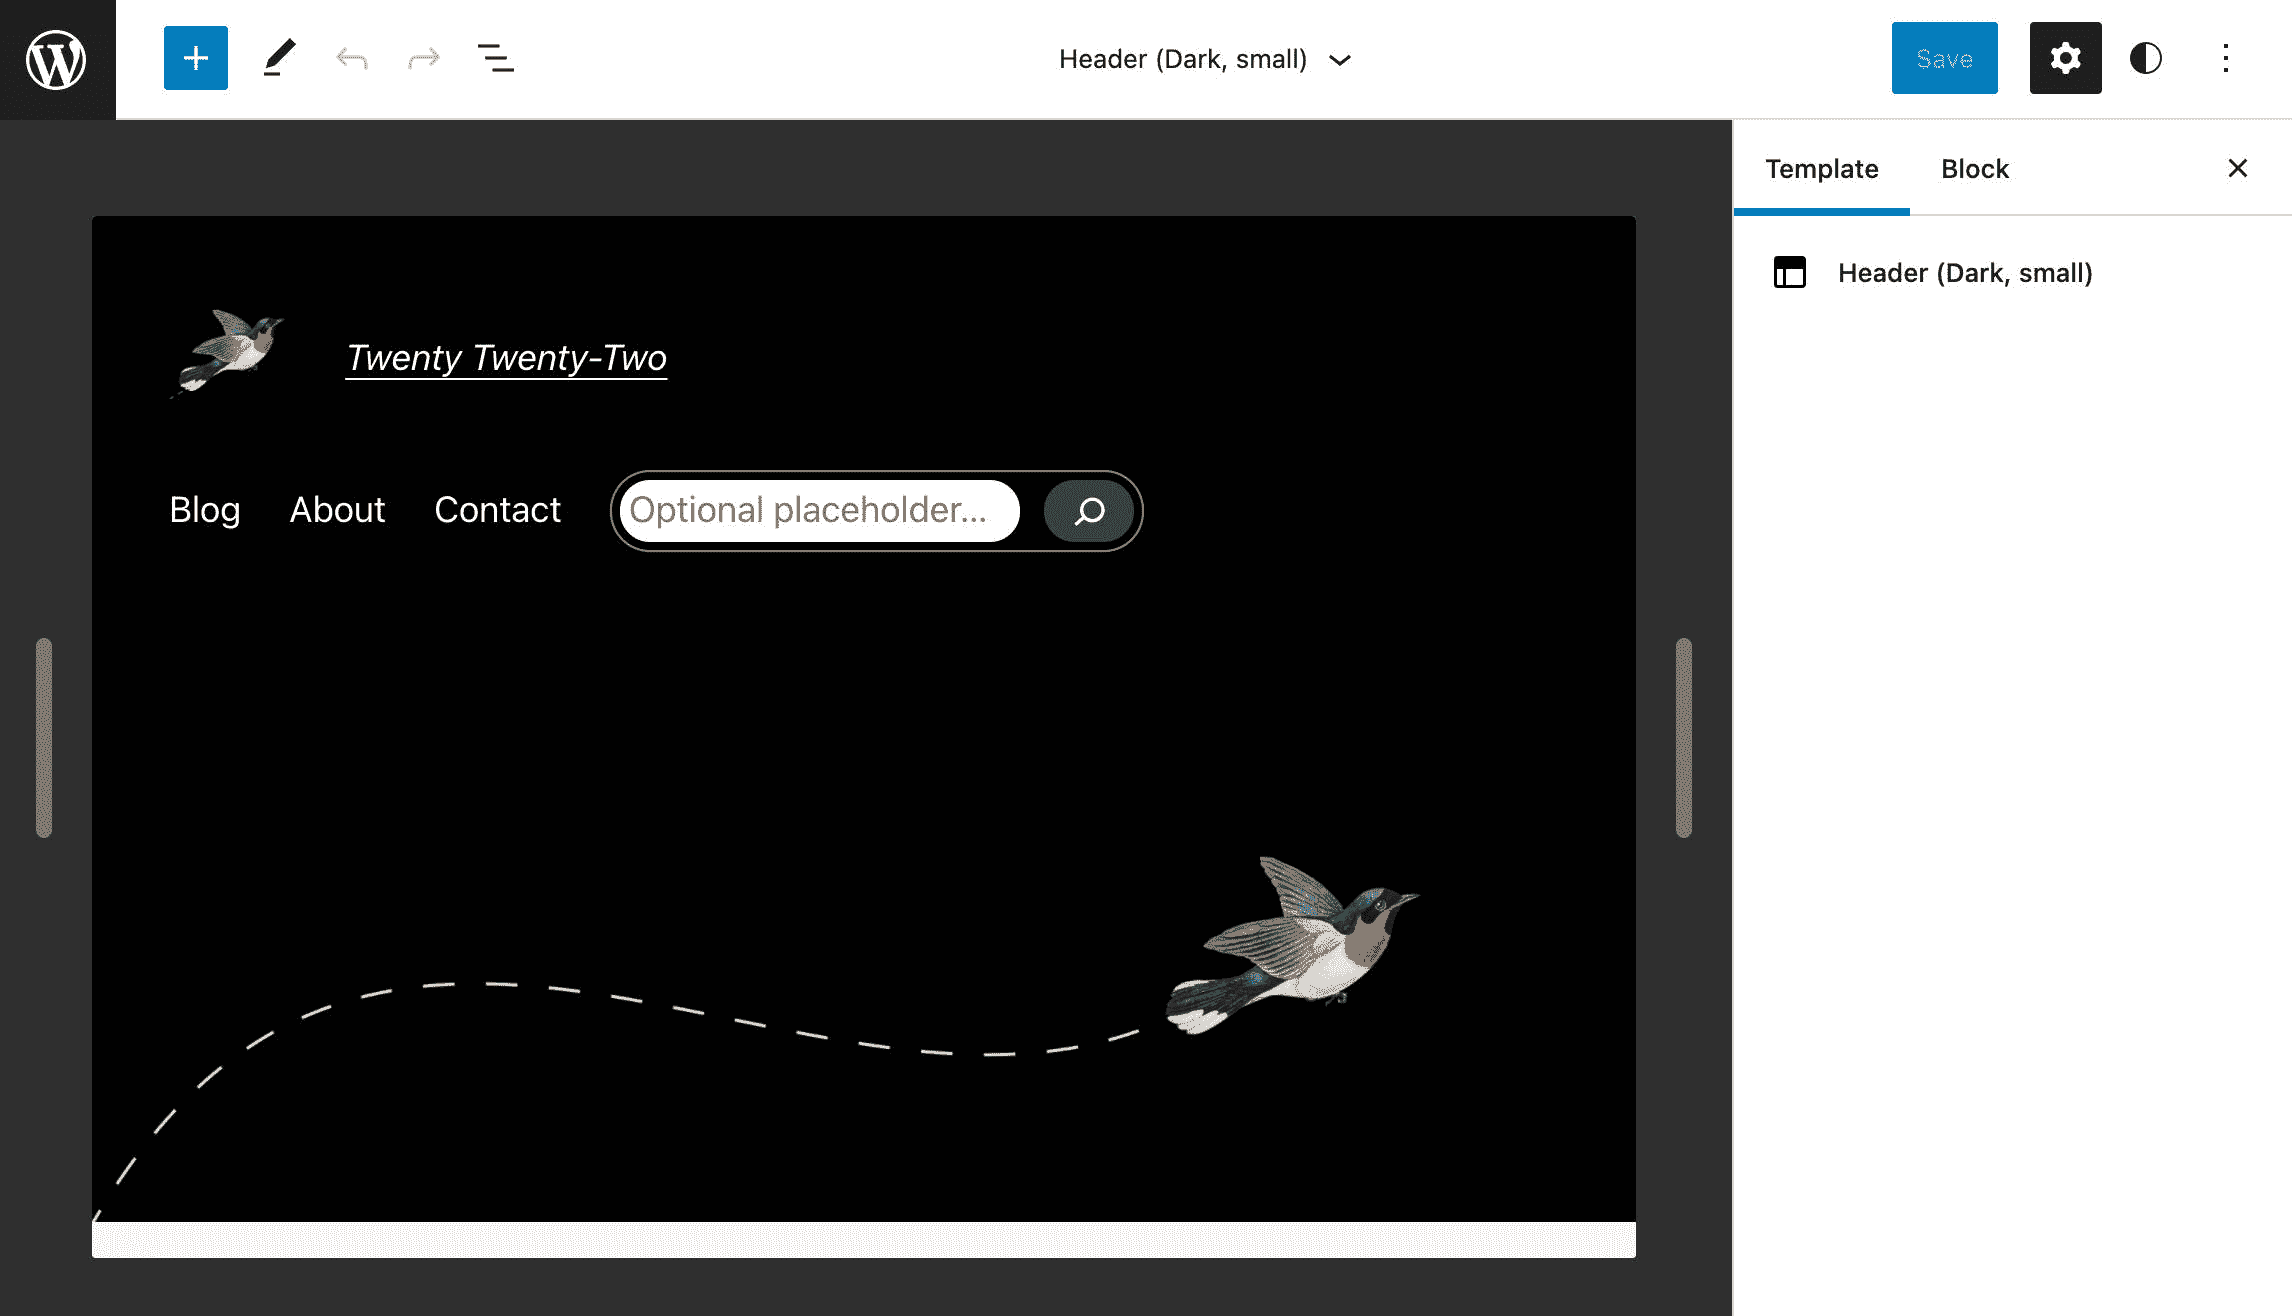 Header (Dark, small)
Save
Template Block
Header (Dark, small)
Twenty Twenty-Two
Blog About Contact Optional placeholder...